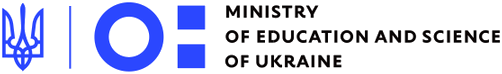 MINISTRY
OF EDUCATION AND SCIENCE
OF UKRAINE